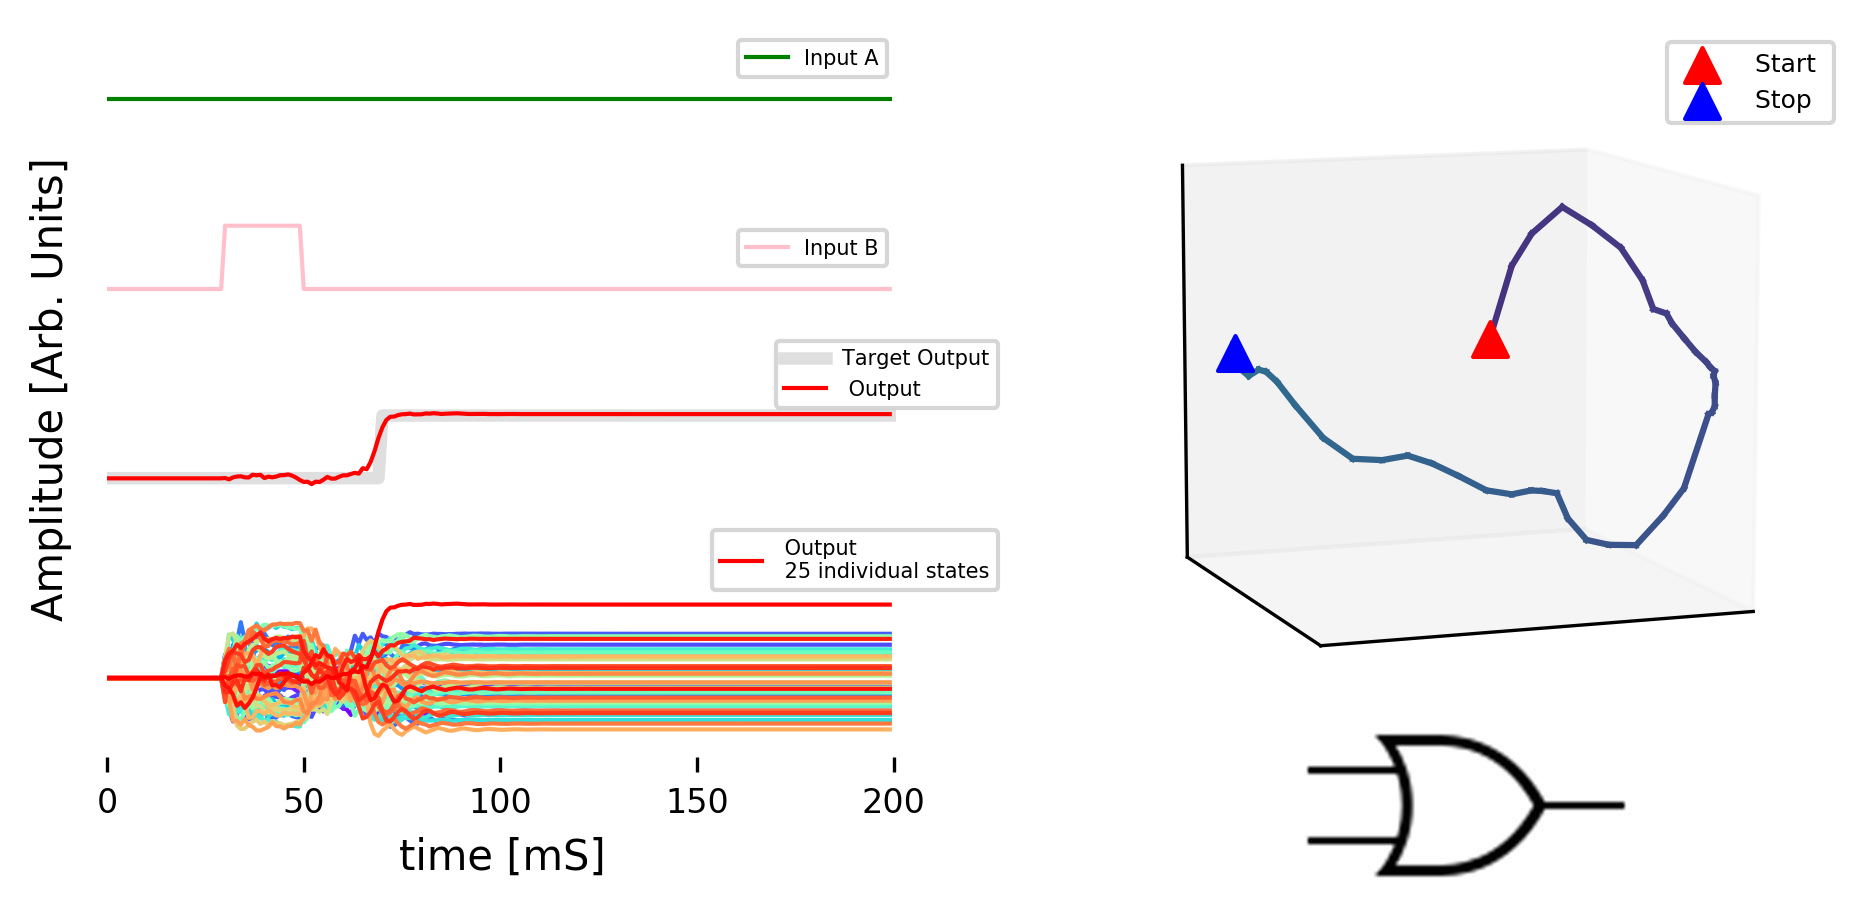 Amplitude [Arb. Units]
Input A
Input B
Target Output
Output
Output
25 individual states
0 50 100 150 200
time [mS]
Start
Stop